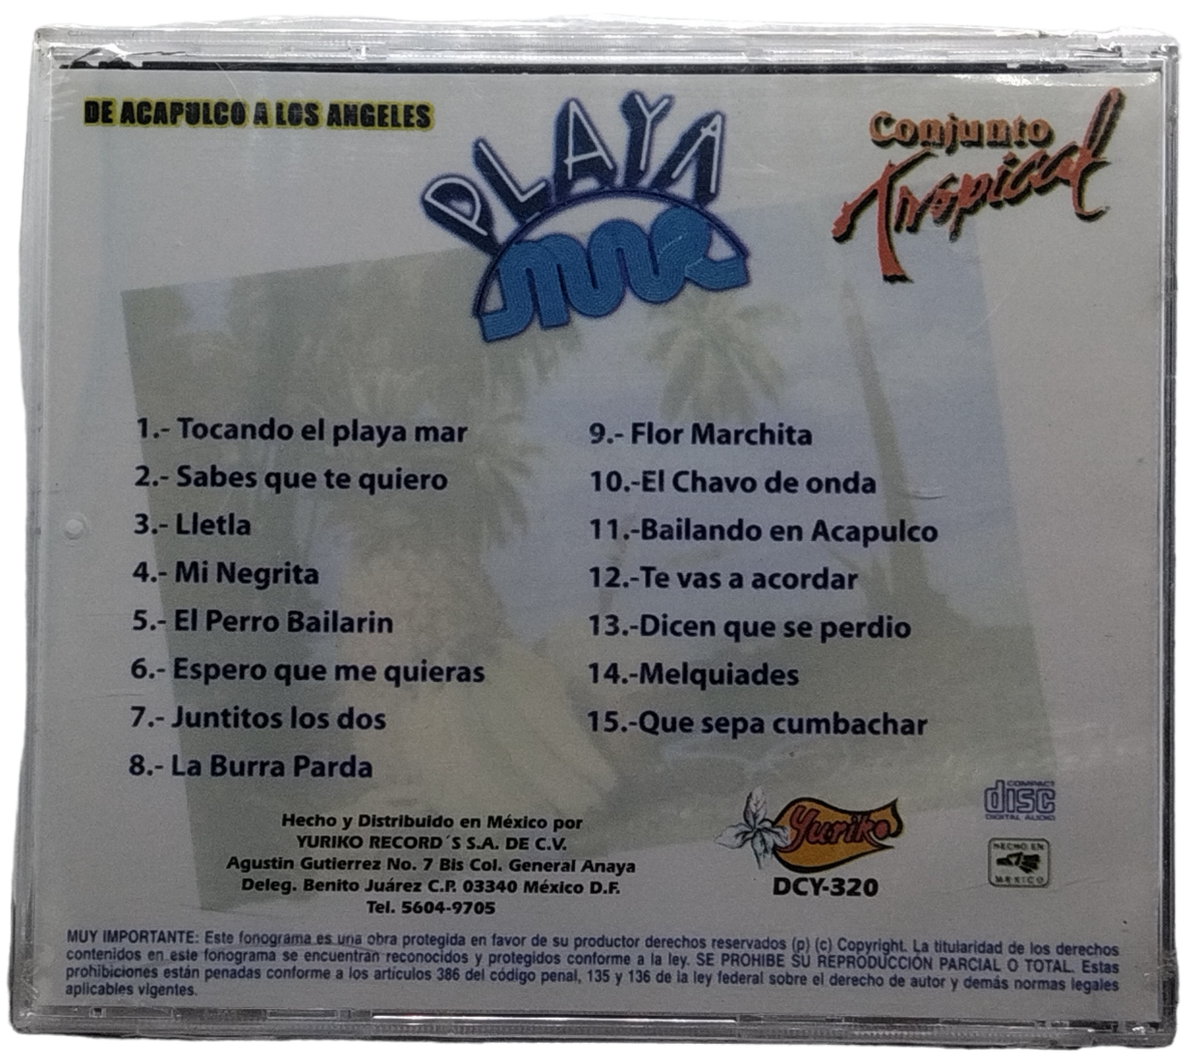 DE ACAPULCO A LOS ANGELES
PLAYA
MAR
Conjunto
Tropical
1.- Tocando el playa mar
2.- Sabes que te quiero
3.- Lletla
4.- Mi Negrita
5.- El Perro Bailarin
6.- Espero que me quieras
7.- Juntitos los dos
8.- La Burra Parda
9.- Flor Marchita
10.-El Chavo de onda
11.-Bailando en Acapulco
12.-Te vas a acordar
13.-Dicen que se perdio
14.-Melquiades
15.-Que sepa cumbachar
Hecho y Distribuido en México por
YURIKO RECORD´S S.A. DE C.V.
Agustin Gutierrez No. 7 Bis Col. General Anaya
Deleg. Benito Juárez C.P. 03340 México D.F.
Tel. 5604-9705
Yuriko
DCY-320
COMPACT
disc
DIGITAL AUDIO
HECHO EN
MEXICO
MUY IMPORTANTE: Este fonograma es una obra protegida en favor de su productor derechos reservados (p) (c) Copyright. La titularidad de los derechos
contenidos en este fonograma se encuentran reconocidos y protegidos conforme a la ley. SE PROHIBE SU REPRODUCCIÓN PARCIAL O TOTAL. Estas
prohibiciones están penadas conforme a los artículos 386 del código penal, 135 y 136 de la ley federal sobre el derecho de autor y demás normas legales
aplicables vigentes.